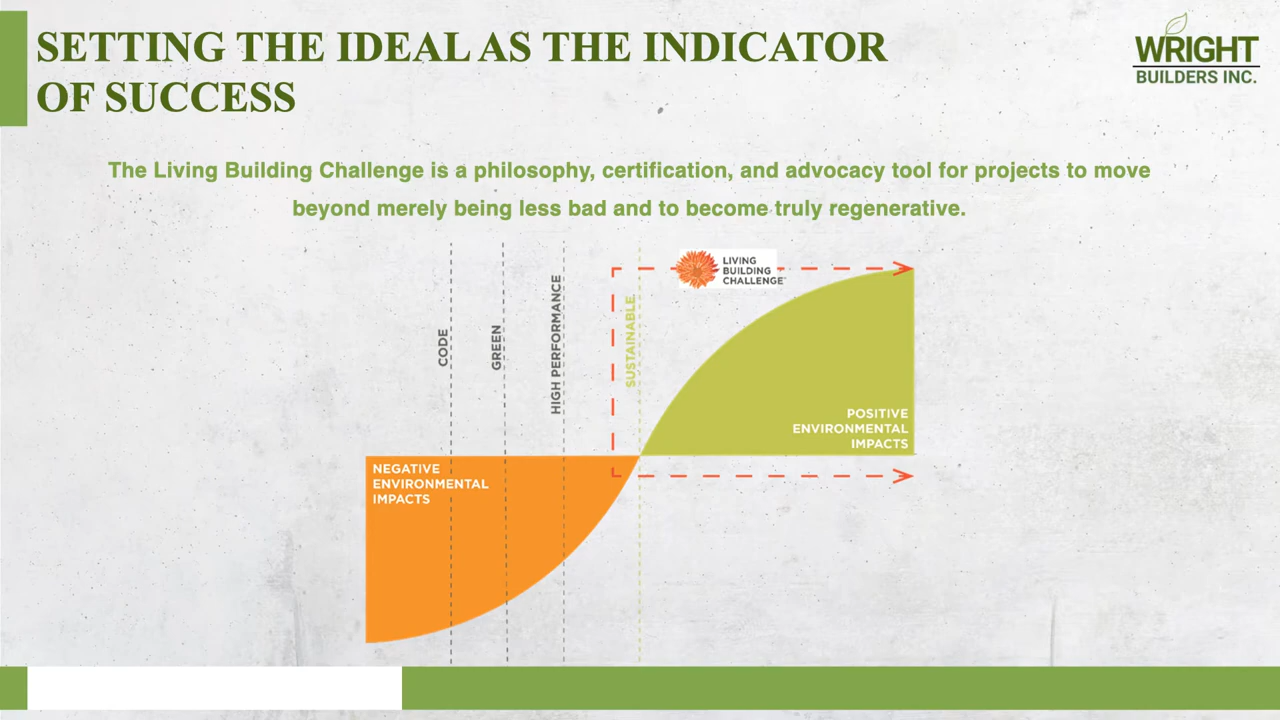 SETTING THE IDEAL AS THE INDICATOR
OF SUCCESS
WRIGHT
BUILDERS INC.
The Living Building Challenge is a philosophy, certification, and advocacy tool for projects to move
beyond merely being less bad and to become truly regenerative.
CODE
GREEN
HIGH PERFORMANCE
SUSTAINABLE
LIVING
BUILDING
CHALLENGE
POSITIVE
ENVIRONMENTAL
IMPACTS
NEGATIVE
ENVIRONMENTAL
IMPACTS